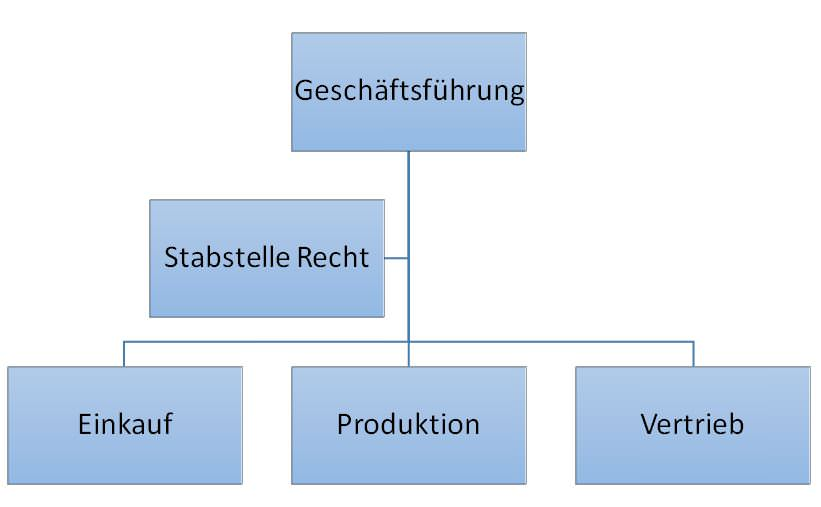 Geschäftsführung
Stabstelle Recht
Einkauf
Produktion
Vertrieb